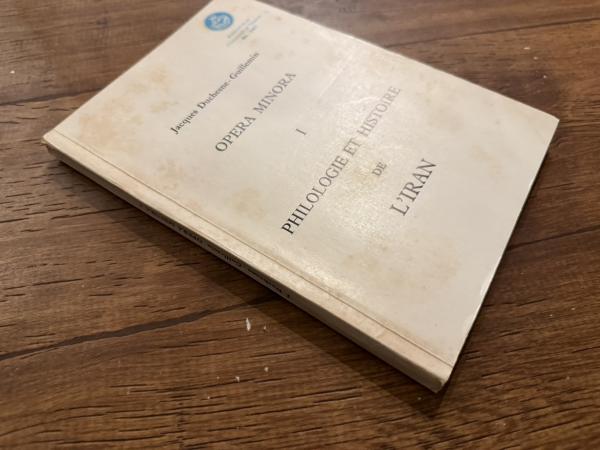 Jacques Duchesne-Guillemin
OPERA MINORA
I
PHILOLOGIE ET HISTOIRE
DE
L'IRAN